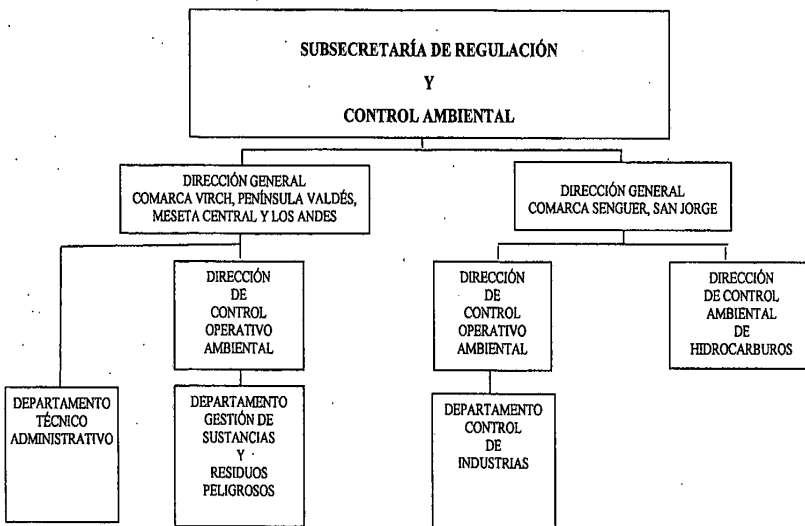 SUBSECRETARÍA DE REGULACIÓN
Y
CONTROL AMBIENTAL
DIRECCIÓN GENERAL
COMARCA VIRCH, PENÍNSULA VALDÉS,
MESETA CENTRAL Y LOS ANDES
DIRECCIÓN GENERAL
COMARCA SENGUER, SAN JORGE
DIRECCIÓN
DE
CONTROL
OPERATIVO
AMBIENTAL
DIRECCIÓN
DE
CONTROL
OPERATIVO
AMBIENTAL
DIRECCIÓN
DE CONTROL
AMBIENTAL
DE
HIDROCARBUROS
DEPARTAMENTO
TÉCNICO
ADMINISTRATIVO
DEPARTAMENTO
GESTIÓN DE
SUSTANCIAS
Y
RESIDUOS
PELIGROSOS
DEPARTAMENTO
CONTROL
DE
INDUSTRIAS